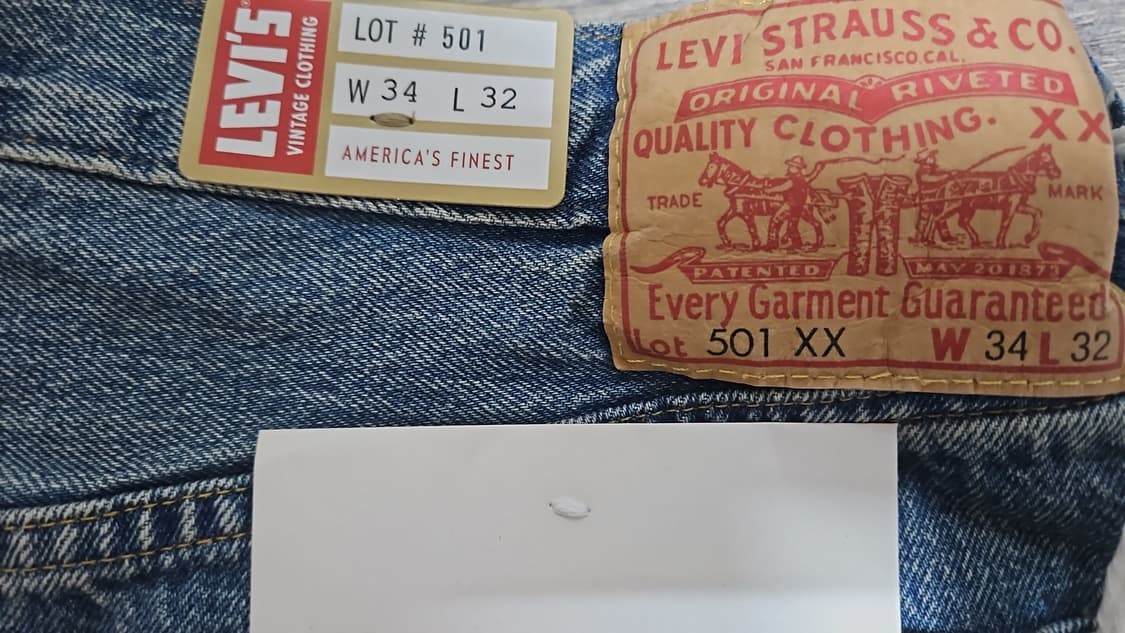 LEVI'S®
VINTAGE CLOTHING
LOT # 501
W 34 L 32
AMERICA'S FINEST
LEVI STRAUSS & CO.
SAN FRANCISCO, CAL.
ORIGINAL RIVETED
QUALITY CLOTHING. XX
TRADE MARK
PATENTED MAY 20 1873
Every Garment Guaranteed
Lot 501 XX W 34 L 32